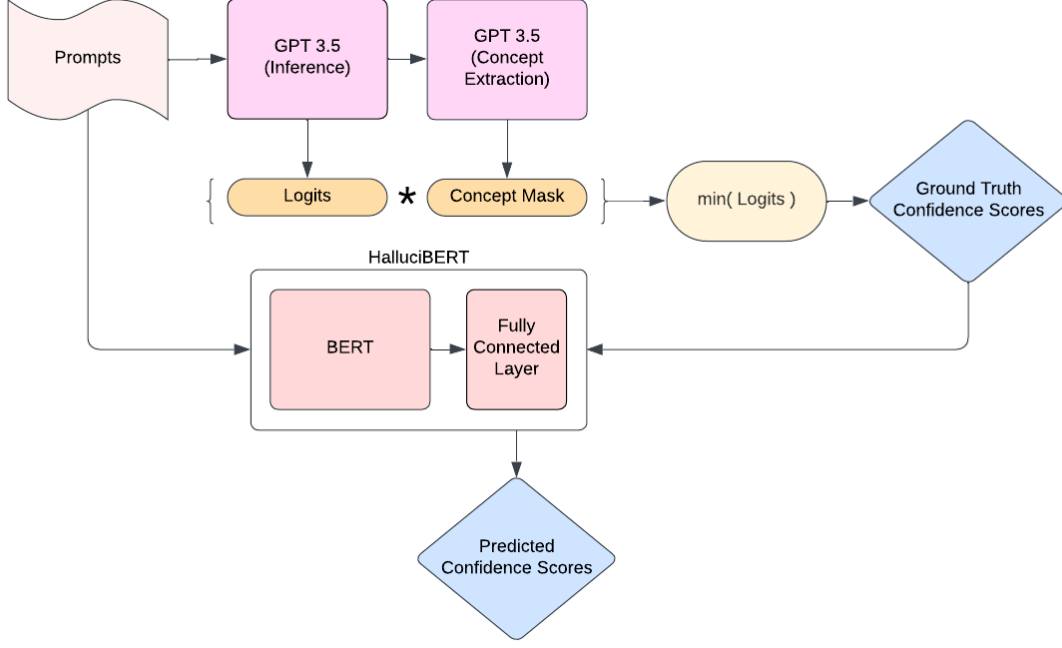 Prompts
GPT 3.5
(Inference)
GPT 3.5
(Concept
Extraction)
Logits
*
Concept Mask
min( Logits )
Ground Truth
Confidence Scores
HalluciBERT
BERT
Fully
Connected
Layer
Predicted
Confidence Scores